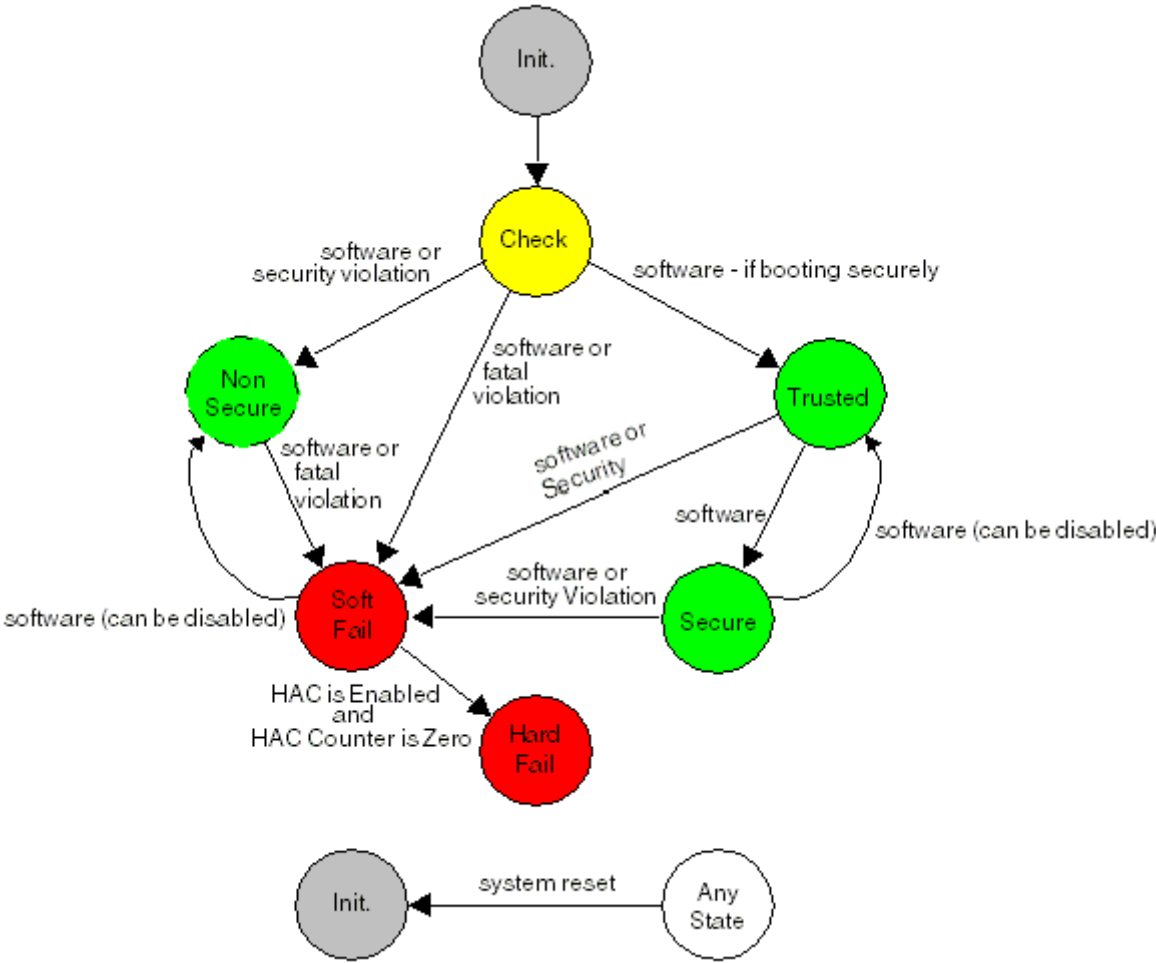 Init.
Check
software or
security violation
software - if booting securely
software or
fatal
violation
Non
Secure
Trusted
software or
fatal
violation
software or
Security
software
software (can be disabled)
software or
security Violation
Soft
Fail
Secure
software (can be disabled)
HAC is Enabled
and
HAC Counter is Zero
Hard
Fail
Init.
system reset
Any
State